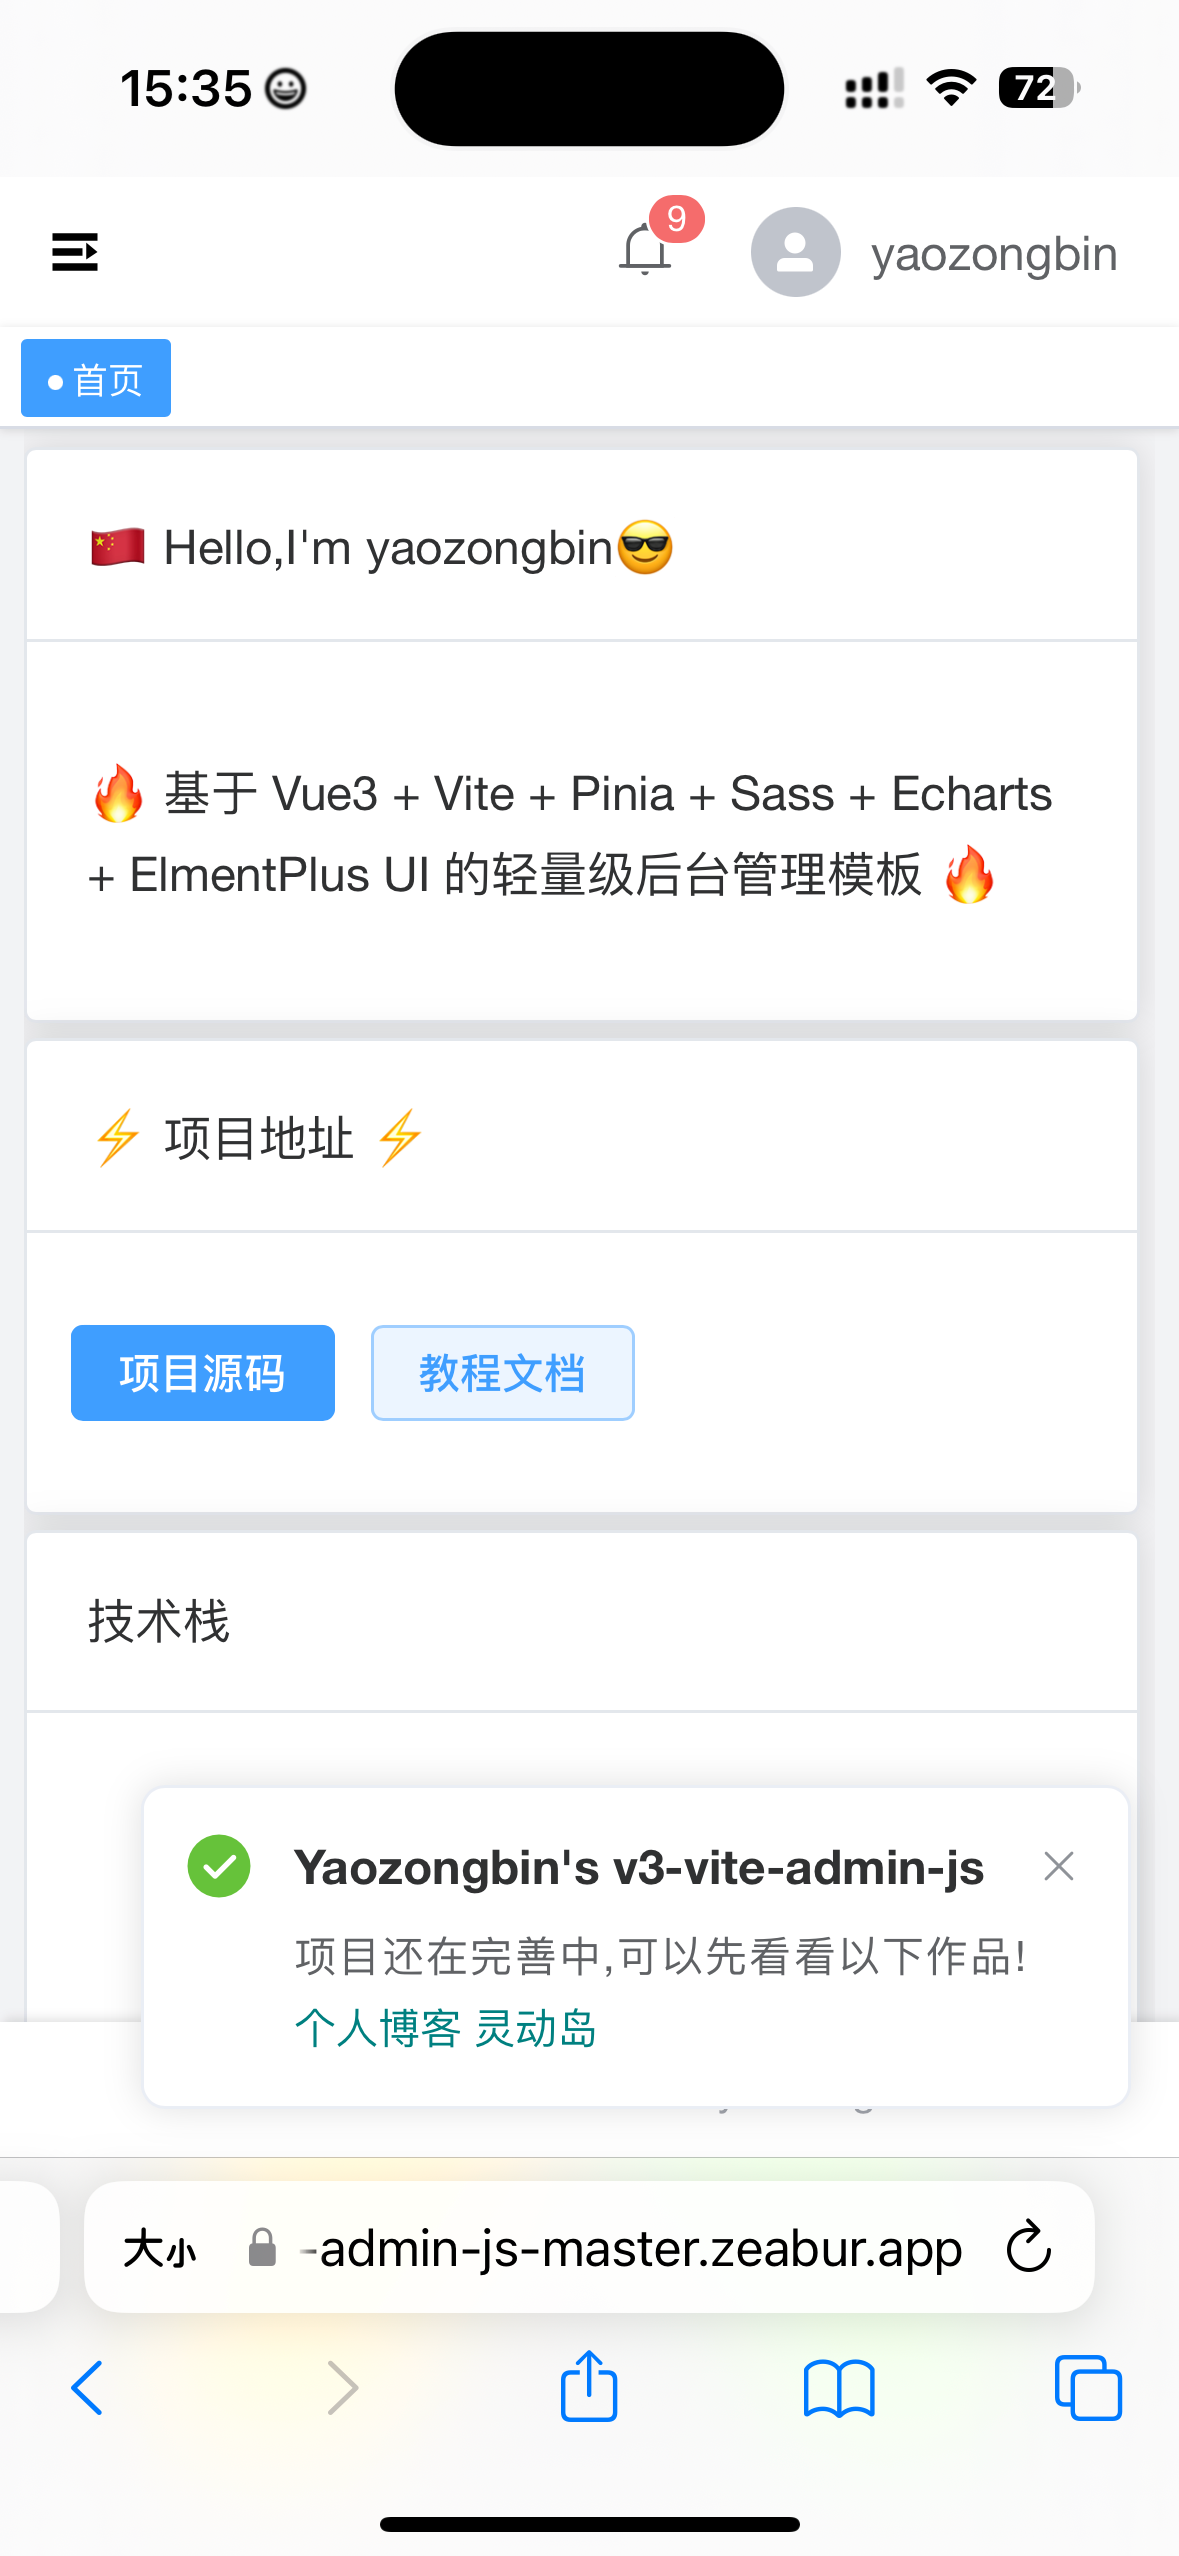 15:35
72
9
yaozongbin
首页
🇨🇳 Hello,I'm yaozongbin😎
🔥 基于 Vue3 + Vite + Pinia + Sass + Echarts
+ ElmentPlus UI 的轻量级后台管理模板 🔥
⚡ 项目地址 ⚡
项目源码
教程文档
技术栈
Yaozongbin's v3-vite-admin-js
项目还在完善中,可以先看看以下作品!
个人博客 灵动岛
大小
-admin-js-master.zeabur.app